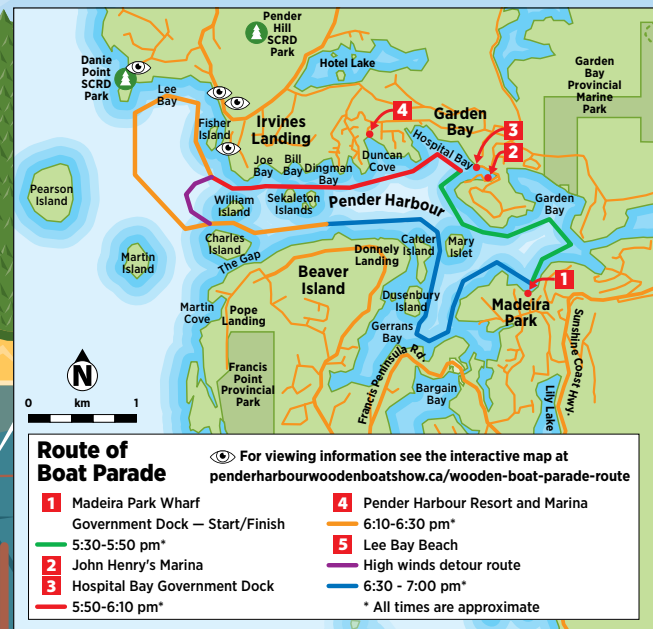 Pender
Hill
SCRD
Park
Danie
Point
SCRD
Park
Hotel Lake
Garden
Bay
Provincial
Marine
Park
Lee
Bay
4
Fisher
Island
Irvines
Landing
Garden
Bay
3
2
Hospital Bay
Joe
Bay
Bill
Bay
Dingman
Bay
Duncan
Cove
Pearson
Island
William
Island
Sekaleton
Islands
Pender Harbour
Garden
Bay
Charles
Island
The Gap
Martin
Island
Donnely
Landing
Calder
Island
Mary
Islet
Beaver
Island
1
Madeira
Park
Dusenbury
Island
Martin
Cove
Pope
Landing
Gerrans
Bay
Francis Peninsula Rd.
Sunshine Coast Hwy.
Francis
Point
Provincial
Park
Bargain
Bay
Lily Lake
N
0 km 1
Route of
Boat Parade
For viewing information see the interactive map at
penderharbourwoodenboatshow.ca/wooden-boat-parade-route
1 Madeira Park Wharf
Government Dock — Start/Finish
5:30-5:50 pm*
2 John Henry's Marina
3 Hospital Bay Government Dock
5:50-6:10 pm*
4 Pender Harbour Resort and Marina
6:10-6:30 pm*
5 Lee Bay Beach
High winds detour route
6:30 - 7:00 pm*
* All times are approximate